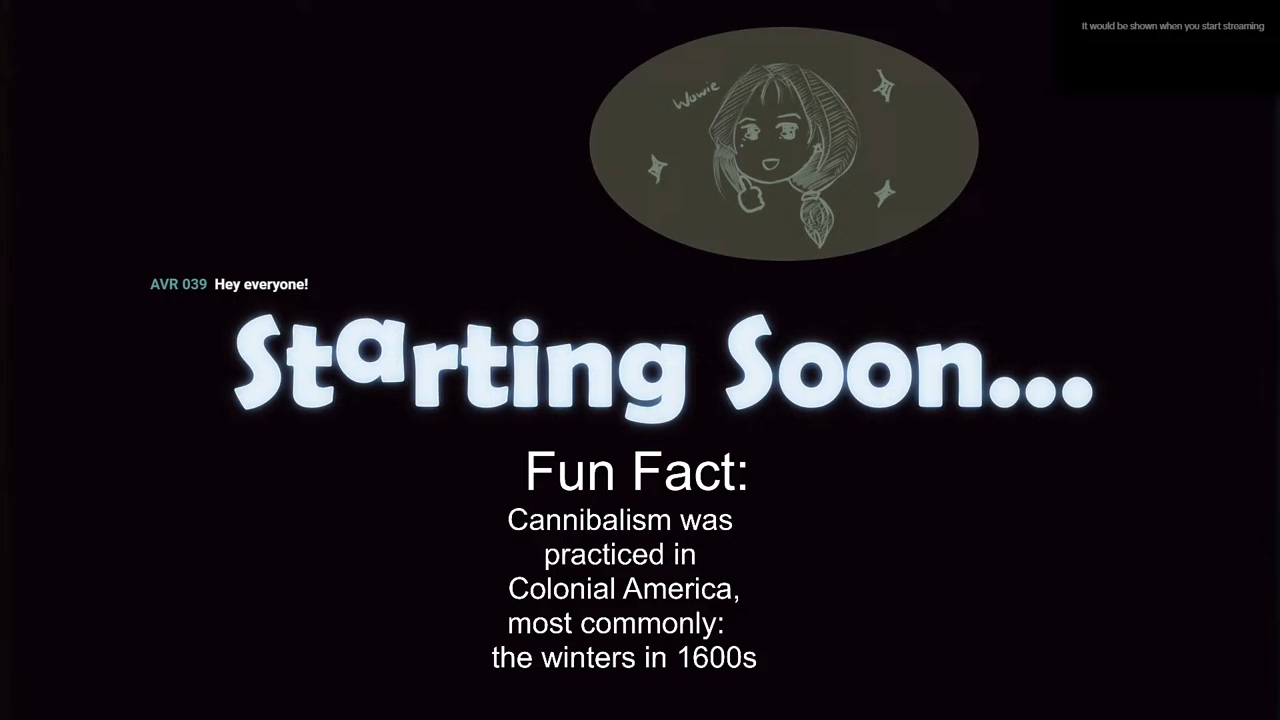 It would be shown when you start streaming
Wowie
AVR 039 Hey everyone!
Starting Soon...
Fun Fact:
Cannibalism was
practiced in
Colonial America,
most commonly:
the winters in 1600s